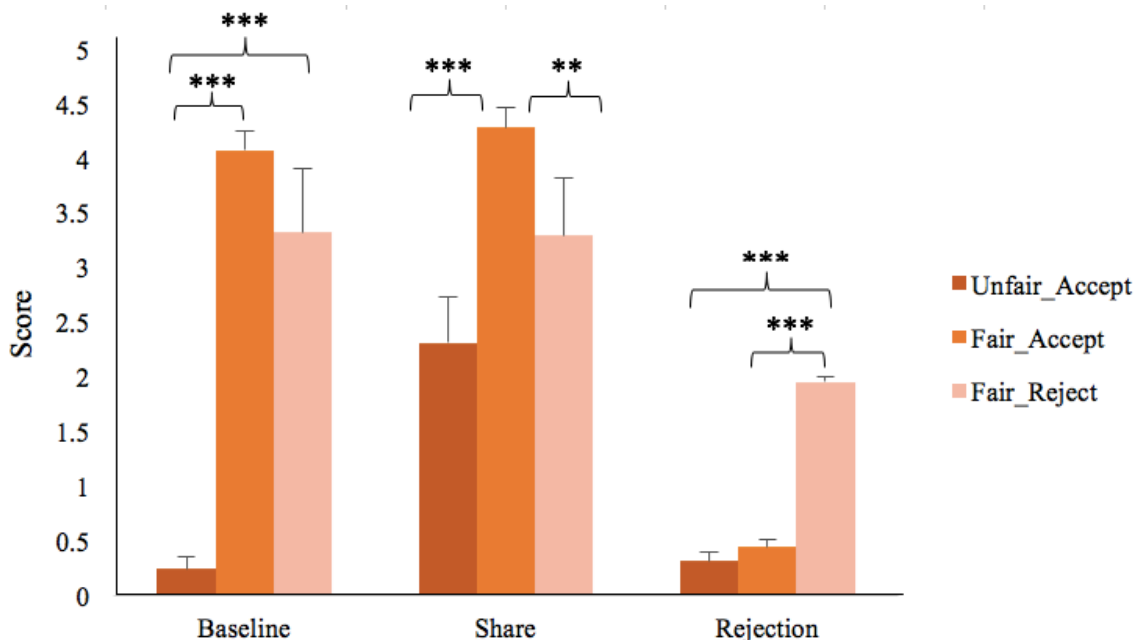 ***
***
***
**
***
***
5
4.5
4
3.5
3
2.5
2
1.5
1
0.5
0
Score
Baseline
Share
Rejection
Unfair_Accept
Fair_Accept
Fair_Reject